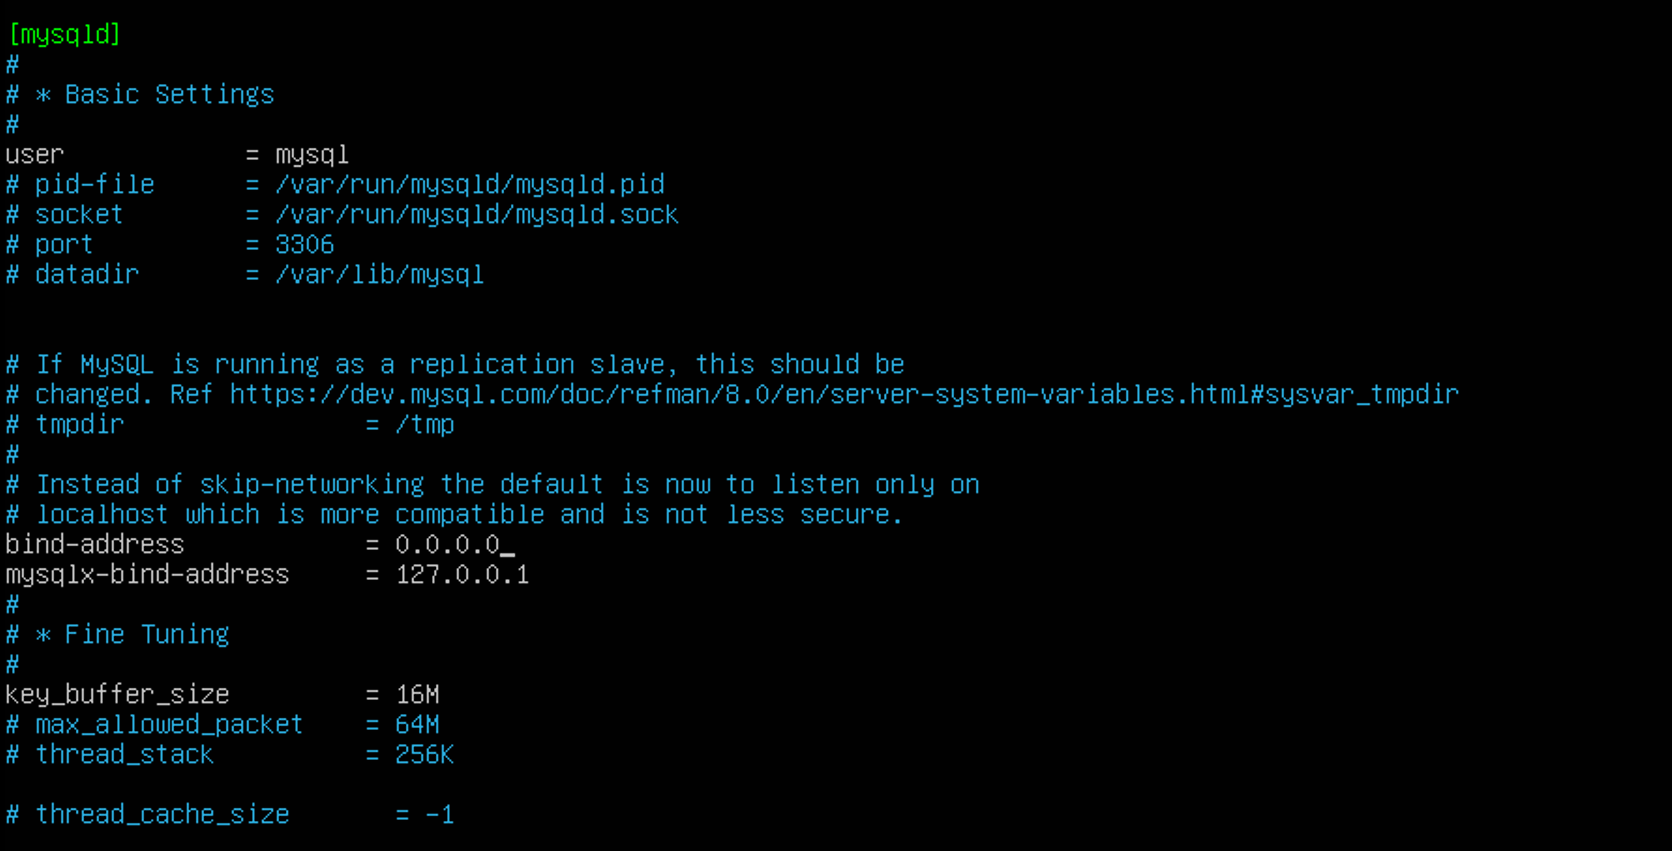 [mysqld]
#
# * Basic Settings
#
user            = mysql
# pid-file      = /var/run/mysqld/mysqld.pid
# socket        = /var/run/mysqld/mysqld.sock
# port          = 3306
# datadir       = /var/lib/mysql
# If MySQL is running as a replication slave, this should be
# changed. Ref https://dev.mysql.com/doc/refman/8.0/en/server-system-variables.html#sysvar_tmpdir
# tmpdir                = /tmp
#
# Instead of skip-networking the default is now to listen only on
# localhost which is more compatible and is not less secure.
bind-address            = 0.0.0.0_
mysqlx-bind-address     = 127.0.0.1
#
# * Fine Tuning
#
key_buffer_size         = 16M
# max_allowed_packet    = 64M
# thread_stack          = 256K
# thread_cache_size       = -1